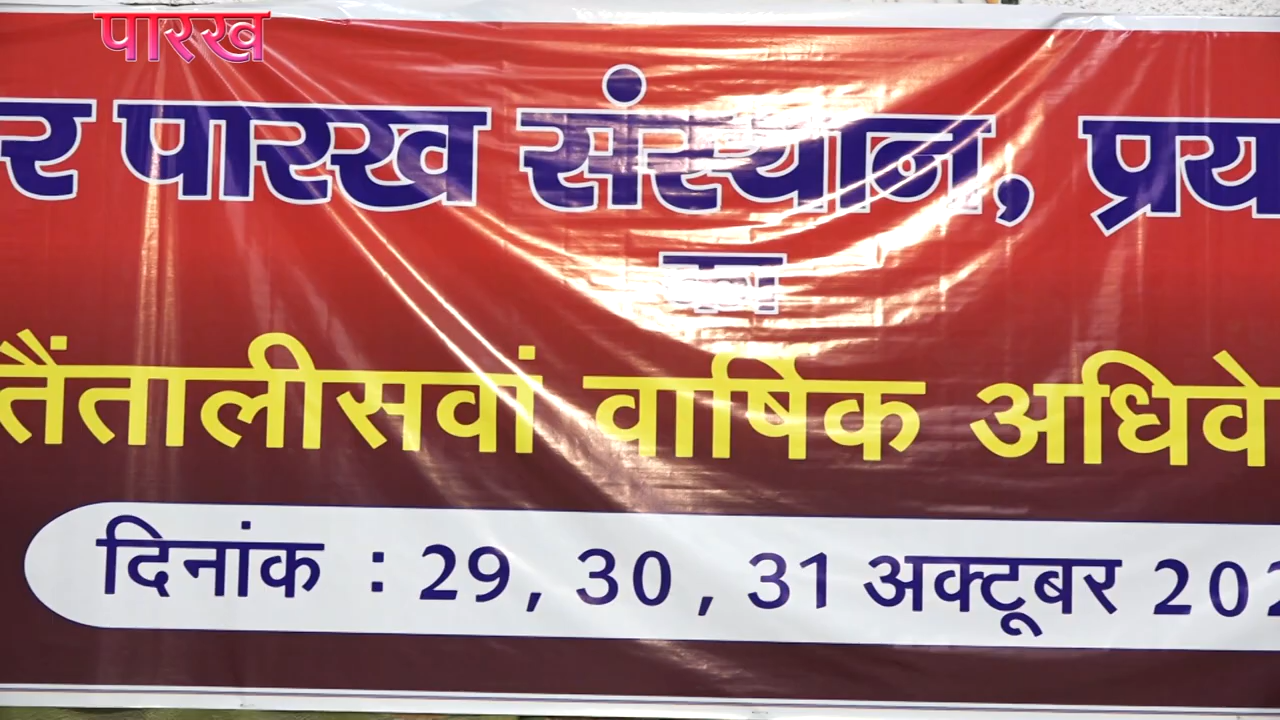 पारख
र पारख संस्थान, प्रय
का
तैंतालीसवां वार्षिक अधिवे
दिनांक : 29, 30, 31 अक्टूबर 202